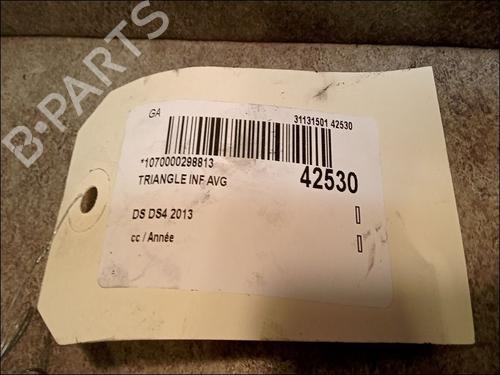 B-PARTS
GA
31131501 42530
*1070000298813
TRIANGLE INF AVG
42530
DS DS4 2013
cc / Année